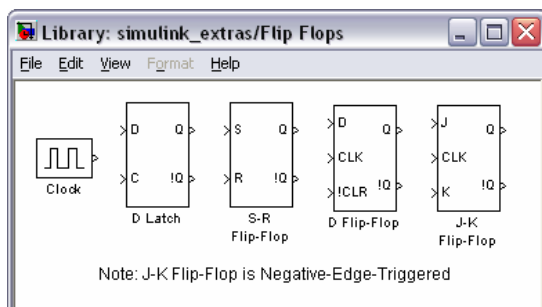 Library: simulink_extras/Flip Flops
File Edit View Format Help
D Q
C !Q
D Latch
S Q
R !Q
S-R
Flip-Flop
D Q
CLK
!CLR !Q
D Flip-Flop
J Q
CLK
K !Q
J-K
Flip-Flop
Clock
Note: J-K Flip-Flop is Negative-Edge-Triggered